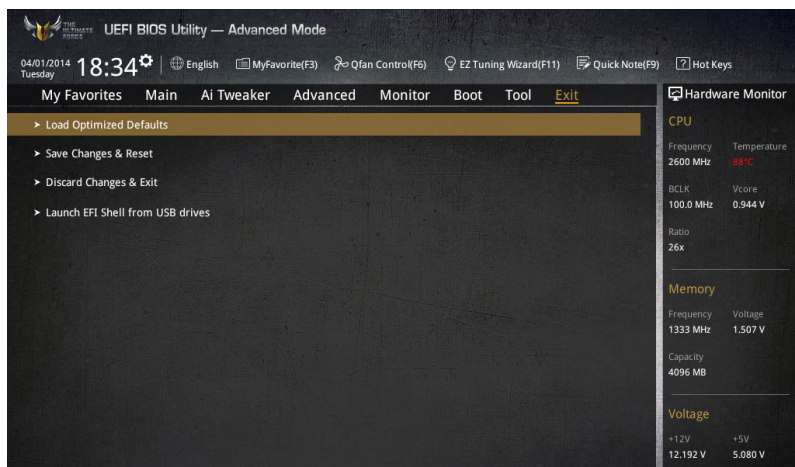 THE
ULTIMATE
FORCE
UEFI BIOS Utility — Advanced Mode
04/01/2014
Tuesday
18:34
English
MyFavorite(F3)
Qfan Control(F6)
EZ Tuning Wizard(F11)
Quick Note(F9)
? Hot Keys
My Favorites Main Ai Tweaker Advanced Monitor Boot Tool Exit
> Load Optimized Defaults
> Save Changes & Reset
> Discard Changes & Exit
> Launch EFI Shell from USB drives
Hardware Monitor
CPU
Frequency Temperature
2600 MHz 88°C
BCLK Vcore
100.0 MHz 0.944 V
Ratio
26x
Memory
Frequency Voltage
1333 MHz 1.507 V
Capacity
4096 MB
Voltage
+12V +5V
12.192 V 5.080 V